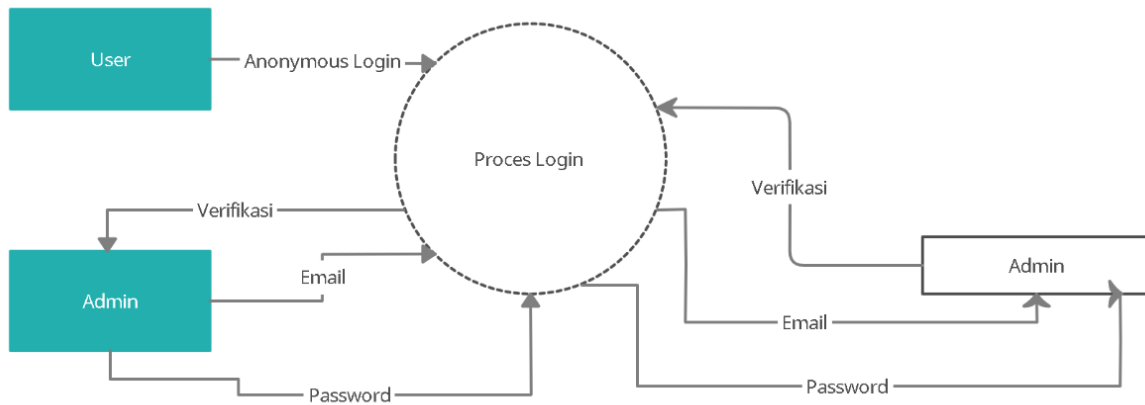 User
Anonymous Login
Proces Login
Verifikasi
Verifikasi
Admin
Email
Admin
Email
Password
Password